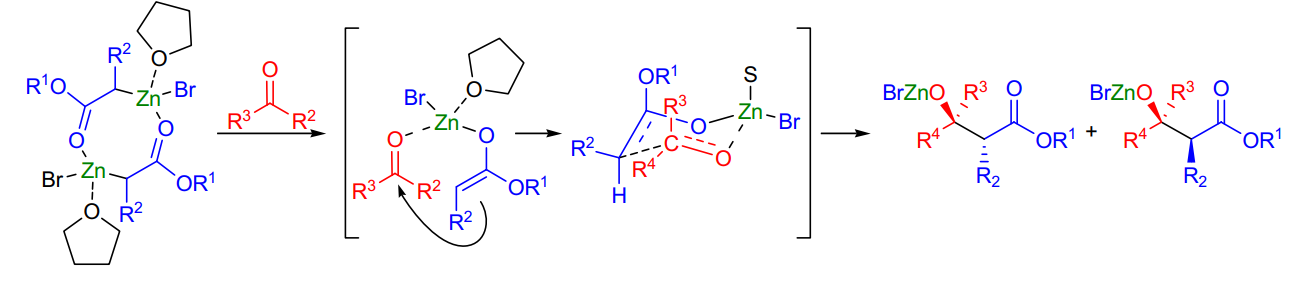 O
R²
R¹O
Zn
Br
O
O
Zn
Br
OR¹
R²
O
O
R³
R²
Br
Zn
O
O
O
R³
R²
OR¹
R²
OR¹
S
R³
O
Zn
Br
R²
C
R⁴
O
H
BrZnO
R³
O
R⁴
OR¹
R₂
+
BrZnO
R³
O
R⁴
OR¹
R₂